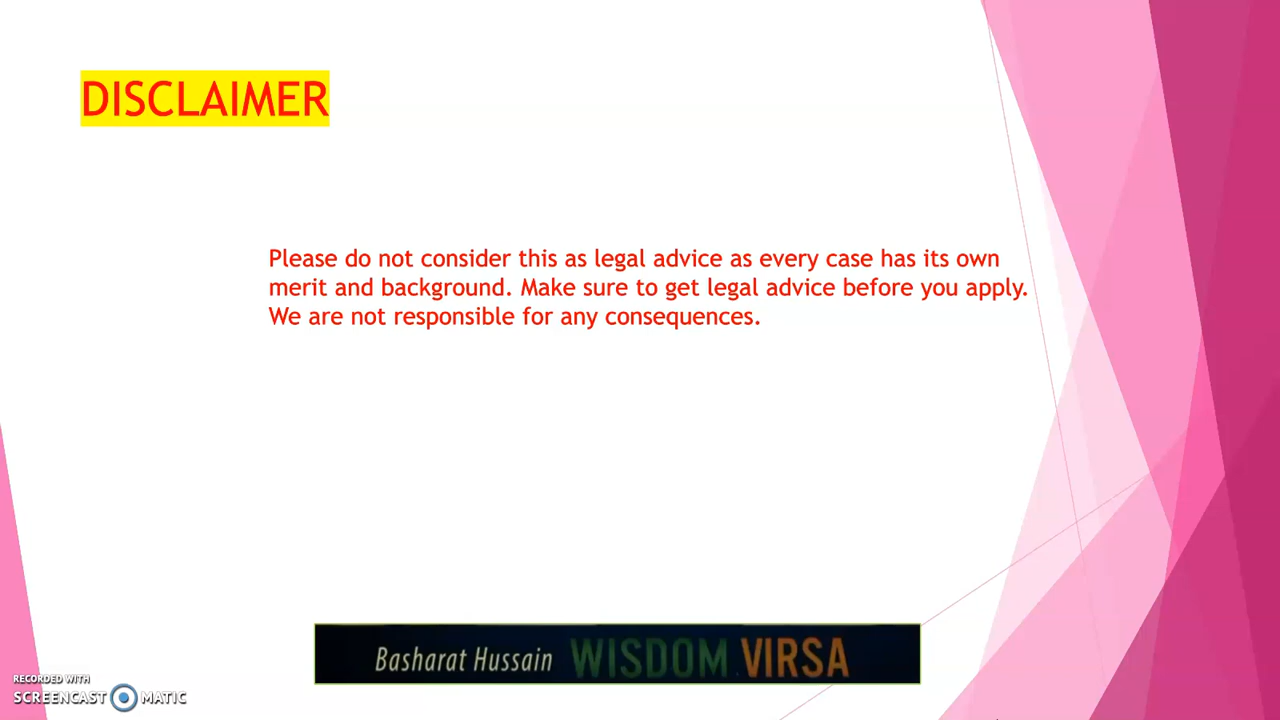 DISCLAIMER
Please do not consider this as legal advice as every case has its own
merit and background. Make sure to get legal advice before you apply.
We are not responsible for any consequences.
Basharat Hussain WISDOM VIRSA
RECORDED WITH
SCREENCAST MATIC